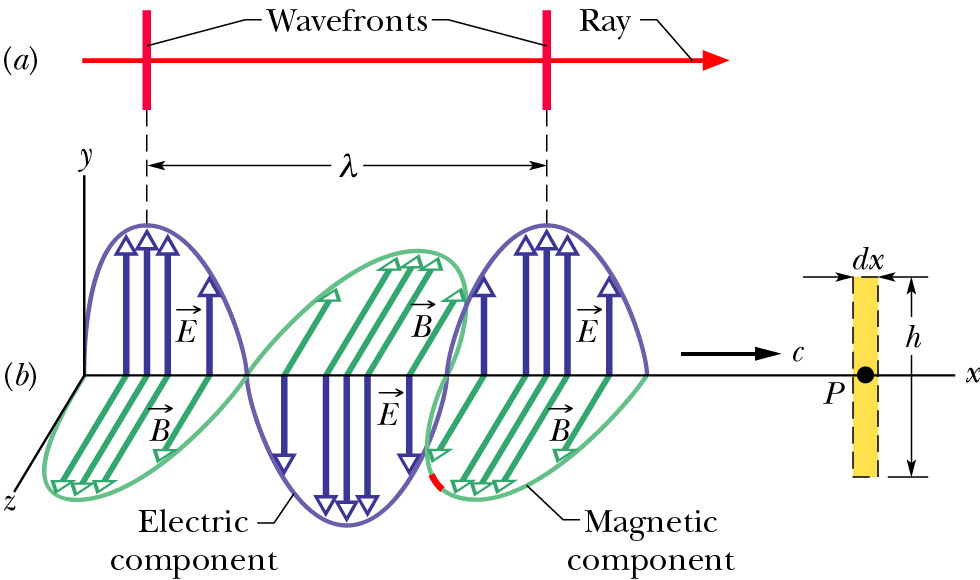 Wavefronts
Ray
(a)
λ
y
dx
E
B
E
h
c
(b)
x
B
E
B
P
z
Electric
component
Magnetic
component